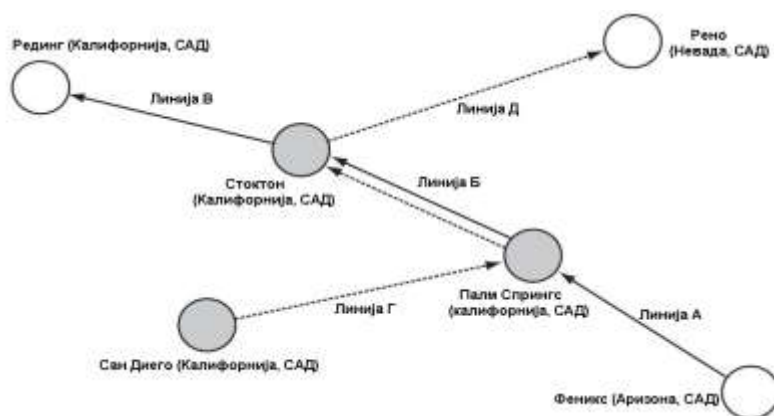 Рединг (Калифорнија, САД)
Рено
(Невада, САД)
Линија В
Линија Д
Стоктон
(Калифорнија, САД)
Линија Б
Палм Спрингс
(калифорнија, САД)
Линија Г
Линија А
Сан Диего (Калифорнија, САД)
Феникс (Аризона, САД)